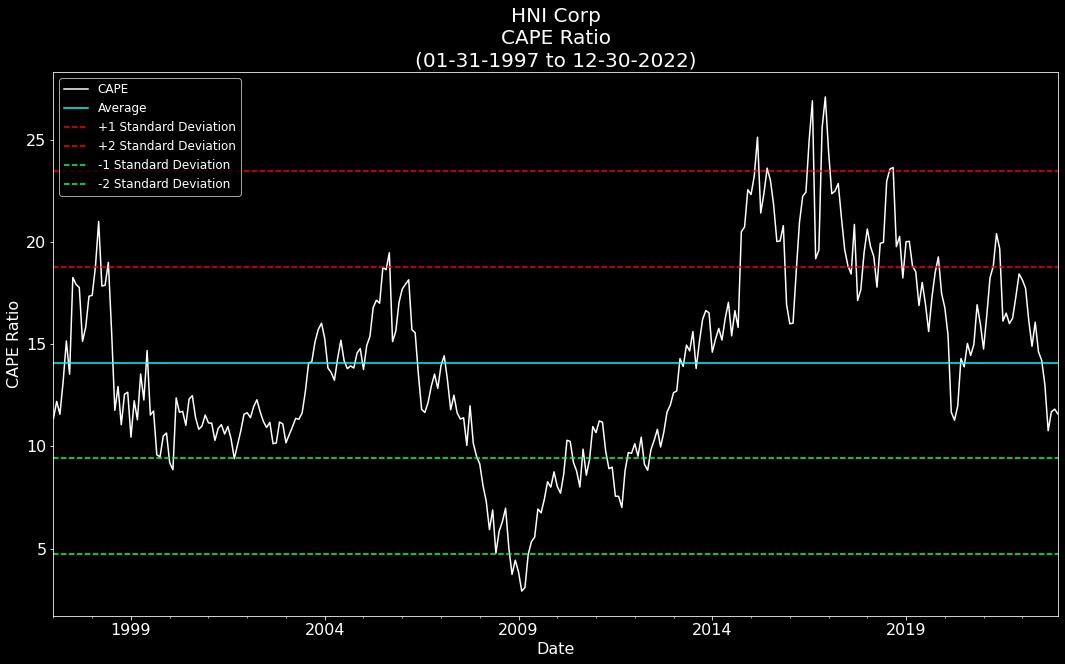 HNI Corp
CAPE Ratio
(01-31-1997 to 12-30-2022)
CAPE
Average
+1 Standard Deviation
+2 Standard Deviation
-1 Standard Deviation
-2 Standard Deviation
CAPE Ratio
25
20
15
10
5
1999
2004
2009
2014
2019
Date